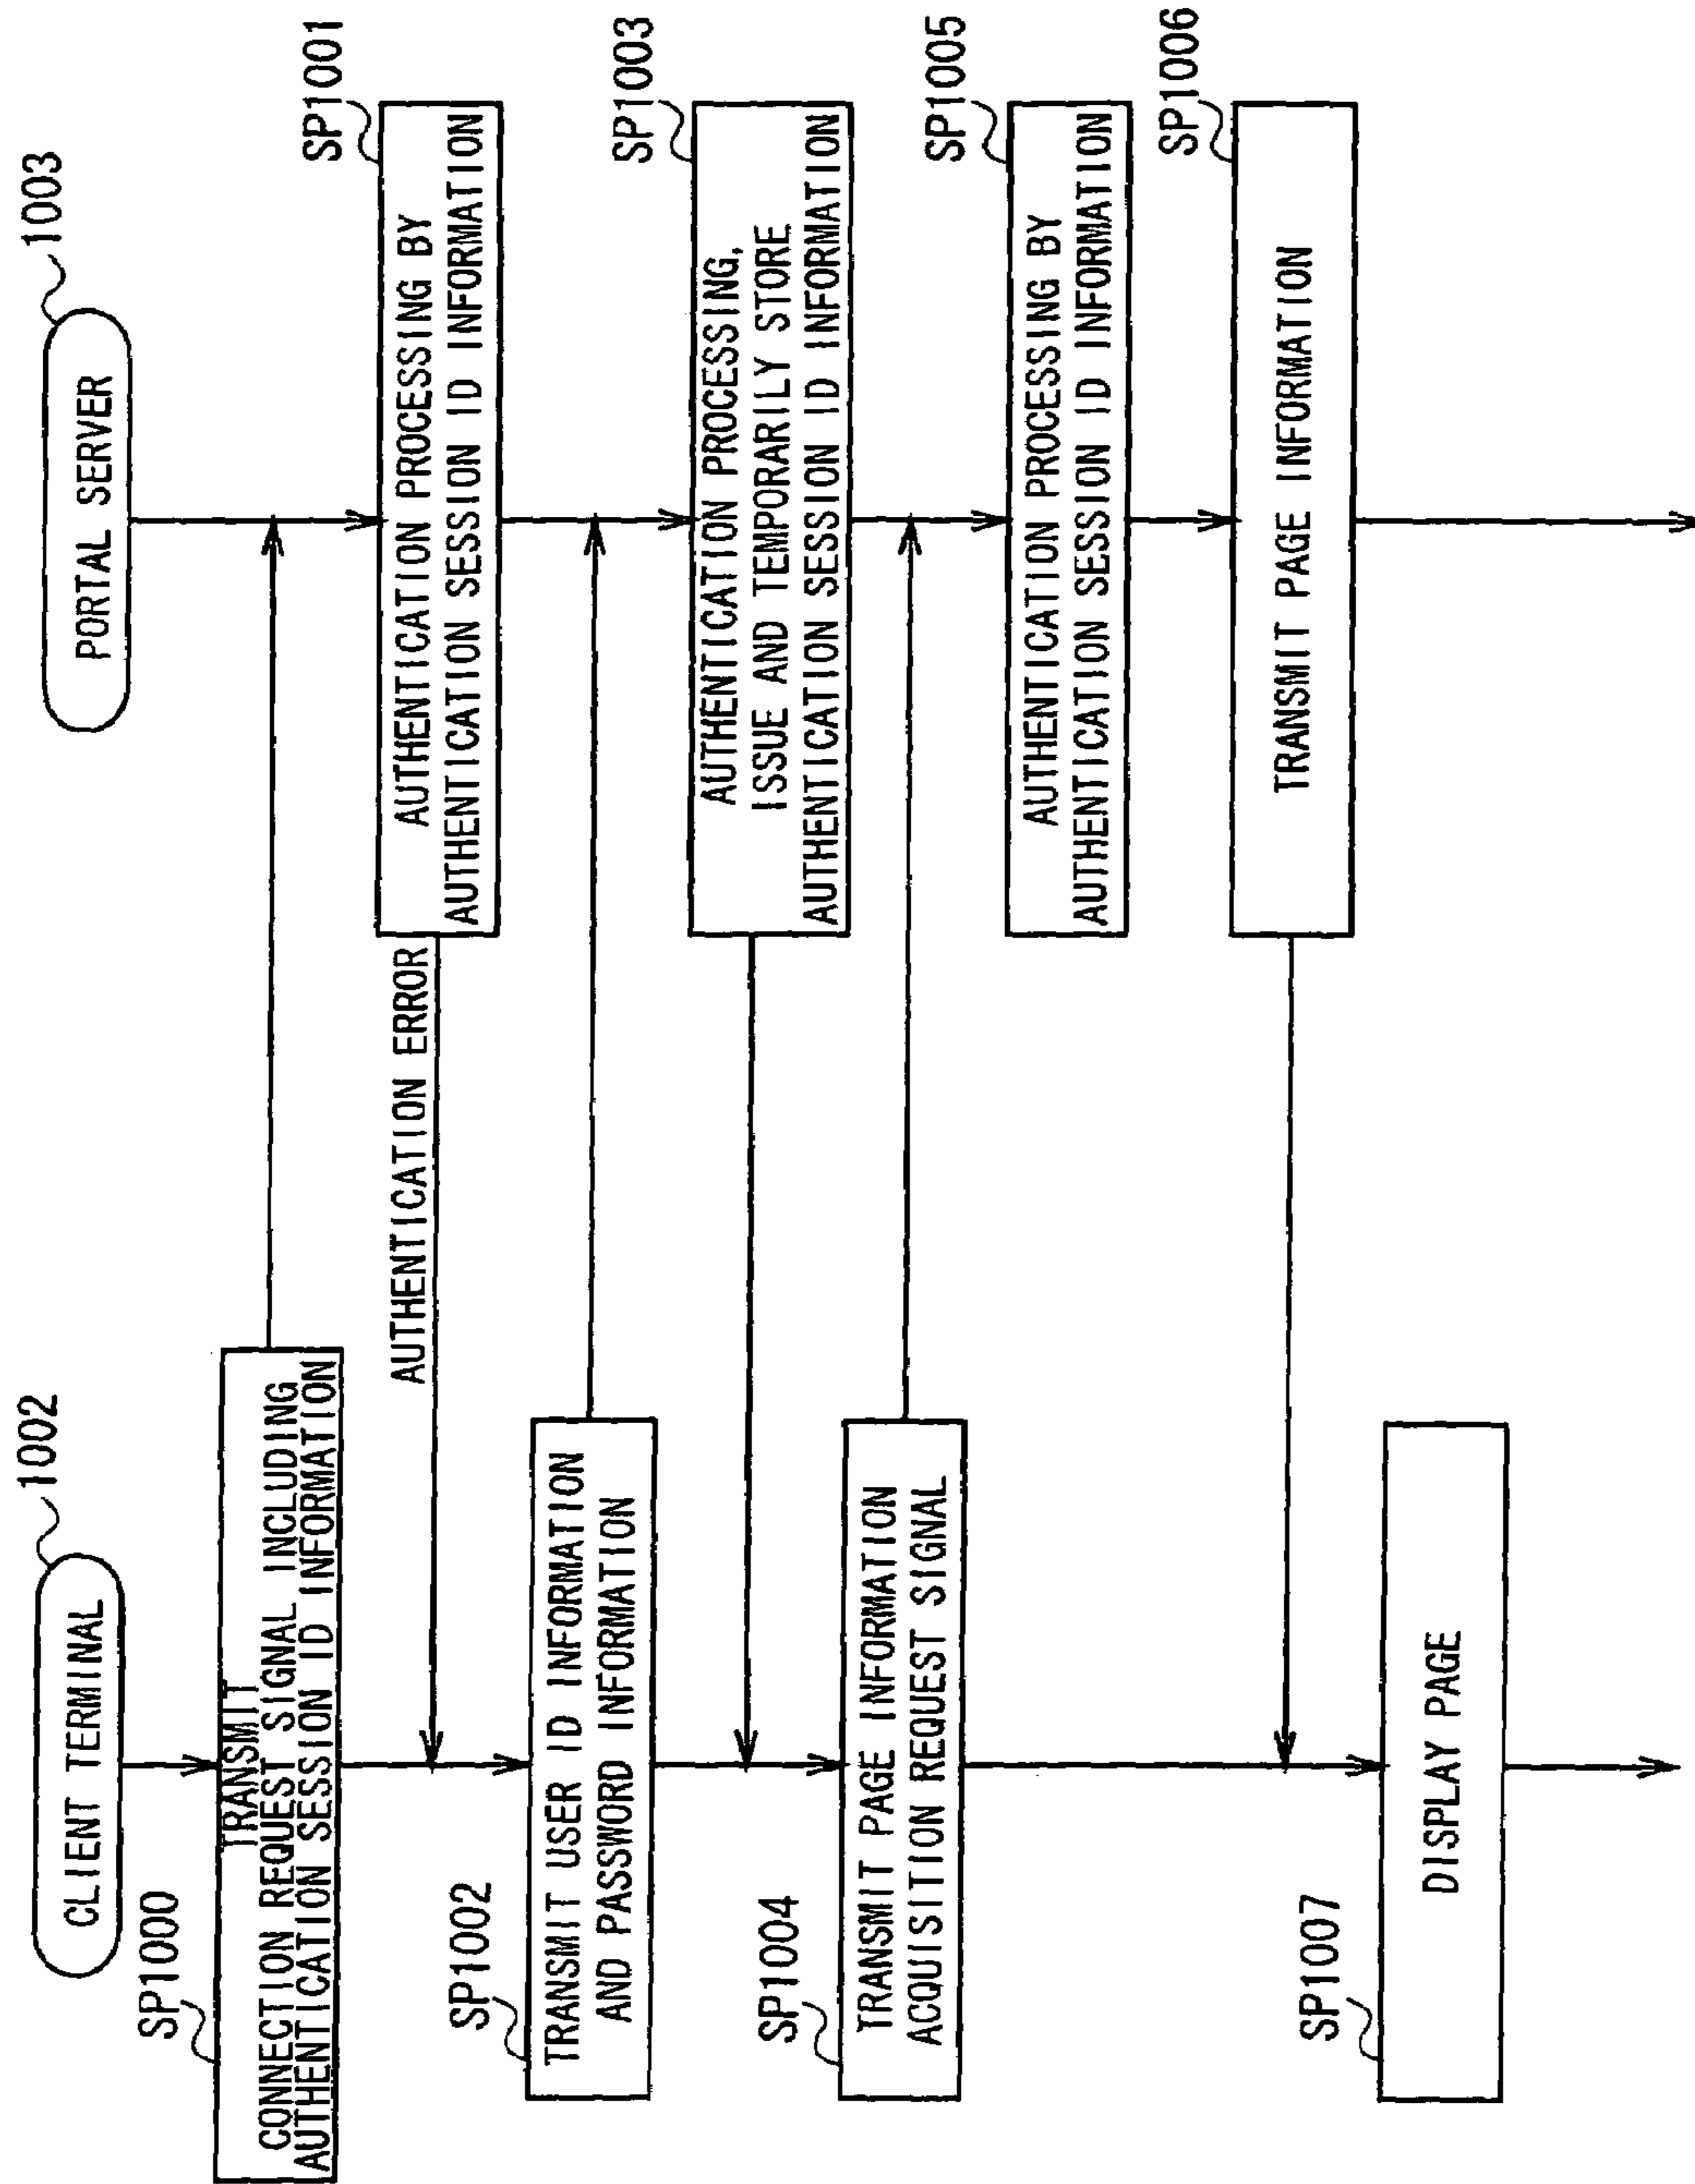 CLIENT TERMINAL
1002
PORTAL SERVER
1003
SP1000
TRANSMIT
CONNECTION REQUEST SIGNAL INCLUDING
AUTHENTICATION SESSION ID INFORMATION
SP1001
AUTHENTICATION PROCESSING BY
AUTHENTICATION SESSION ID INFORMATION
AUTHENTICATION ERROR
SP1002
TRANSMIT USER ID INFORMATION
AND PASSWORD INFORMATION
SP1003
AUTHENTICATION PROCESSING,
ISSUE AND TEMPORARILY STORE
AUTHENTICATION SESSION ID INFORMATION
SP1004
TRANSMIT PAGE INFORMATION
ACQUISITION REQUEST SIGNAL
SP1005
AUTHENTICATION PROCESSING BY
AUTHENTICATION SESSION ID INFORMATION
SP1006
TRANSMIT PAGE INFORMATION
SP1007
DISPLAY PAGE